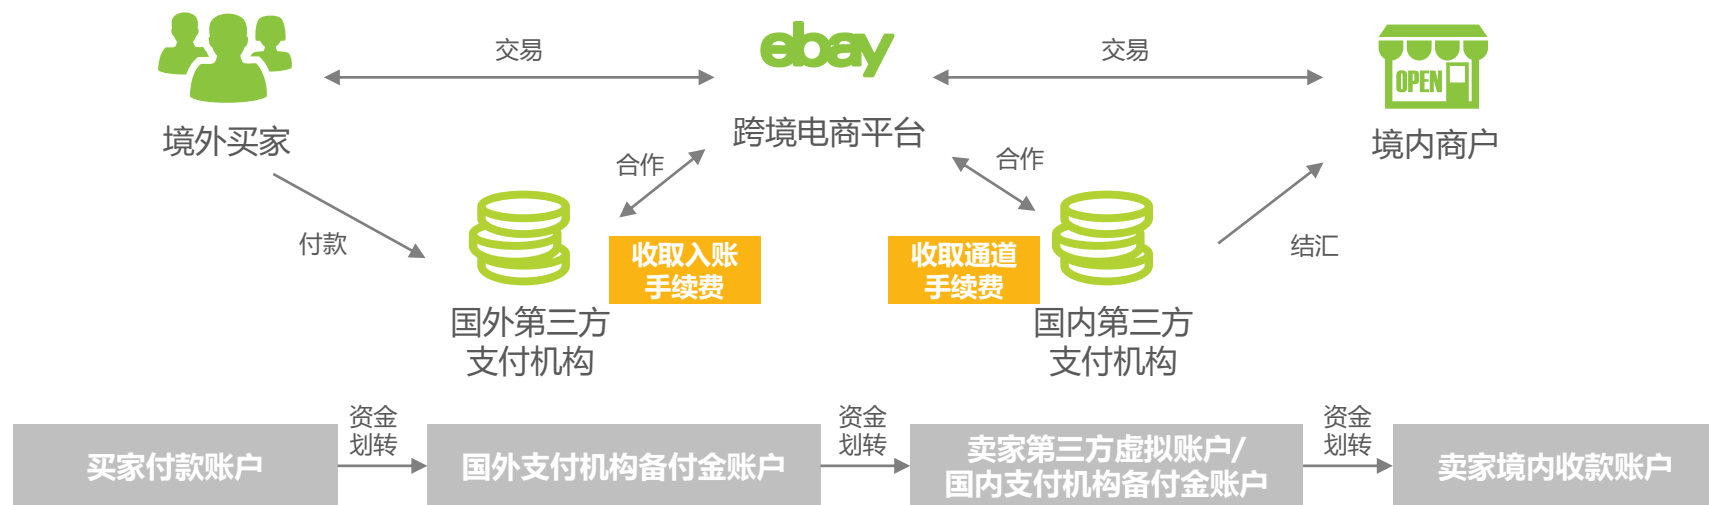 交易
ebay
交易
OPEN
境外买家
跨境电商平台
境内商户
合作
合作
付款
收取入账
手续费
收取通道
手续费
结汇
国外第三方
支付机构
国内第三方
支付机构
资金
划转
资金
划转
资金
划转
买家付款账户
国外支付机构备付金账户
卖家第三方虚拟账户/
国内支付机构备付金账户
卖家境内收款账户